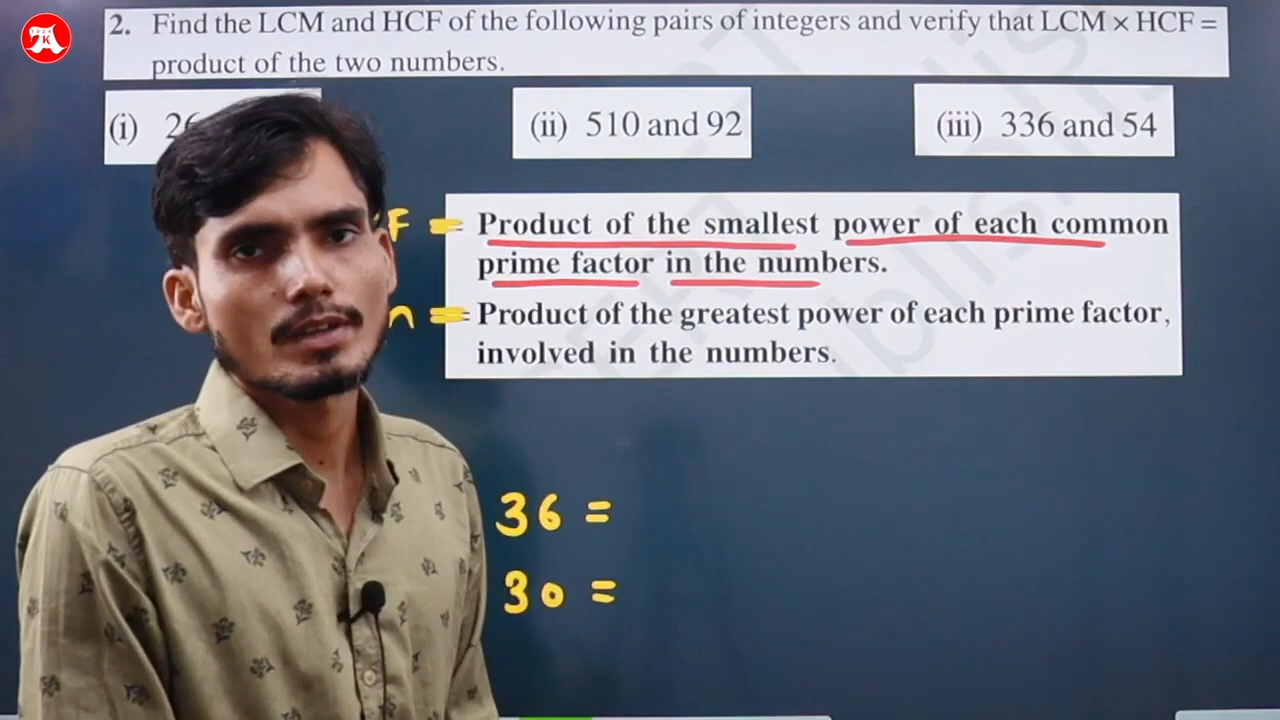 2. Find the LCM and HCF of the following pairs of integers and verify that LCM × HCF =
product of the two numbers.
(i) 26
(ii) 510 and 92
(iii) 336 and 54
F = Product of the smallest power of each common
prime factor in the numbers.
= Product of the greatest power of each prime factor,
involved in the numbers.
36 =
30 =